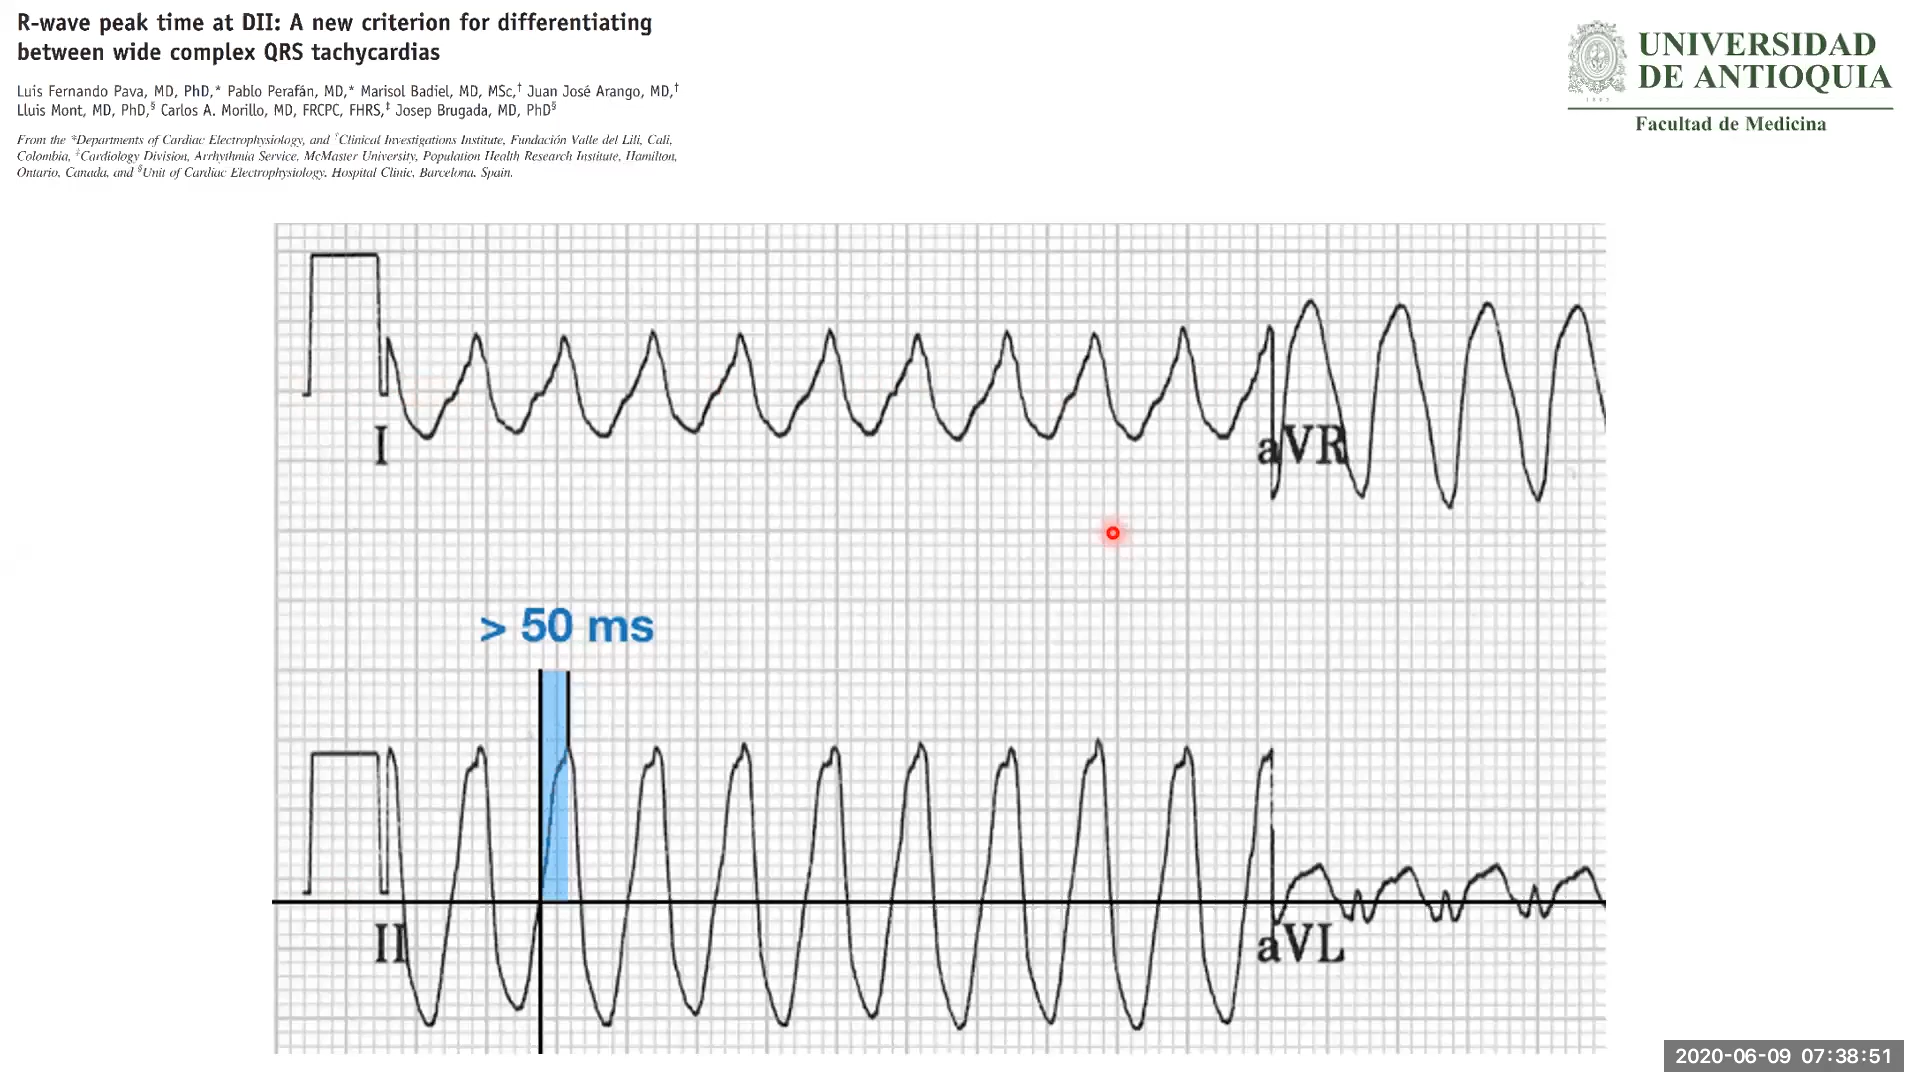 R-wave peak time at DII: A new criterion for differentiating
between wide complex QRS tachycardias
Luis Fernando Pava, MD, PhD,* Pablo Perafán, MD,* Marisol Badiel, MD, MSc,† Juan José Arango, MD,†
Lluis Mont, MD, PhD,§ Carlos A. Morillo, MD, FRCPC, FHRS,‡ Josep Brugada, MD, PhD§
From the *Departments of Cardiac Electrophysiology, and †Clinical Investigations Institute, Fundación Valle del Lili, Cali,
Colombia, ‡Cardiology Division, Arrhythmia Service, McMaster University, Population Health Research Institute, Hamilton,
Ontario, Canada, and §Unit of Cardiac Electrophysiology, Hospital Clinic, Barcelona, Spain.
UNIVERSIDAD
DE ANTIOQUIA
Facultad de Medicina
I
aVR
> 50 ms
II
aVL
2020-06-09 07:38:51